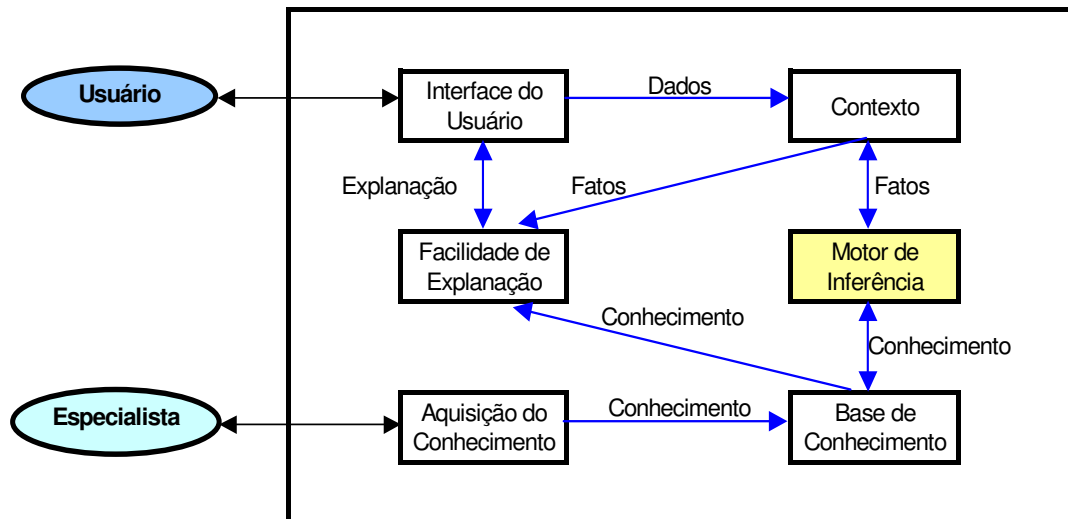 Usuário
Interface do
Usuário
Dados
Contexto
Explanação
Fatos
Fatos
Facilidade de
Explanação
Motor de
Inferência
Conhecimento
Conhecimento
Especialista
Aquisição do
Conhecimento
Conhecimento
Base de
Conhecimento